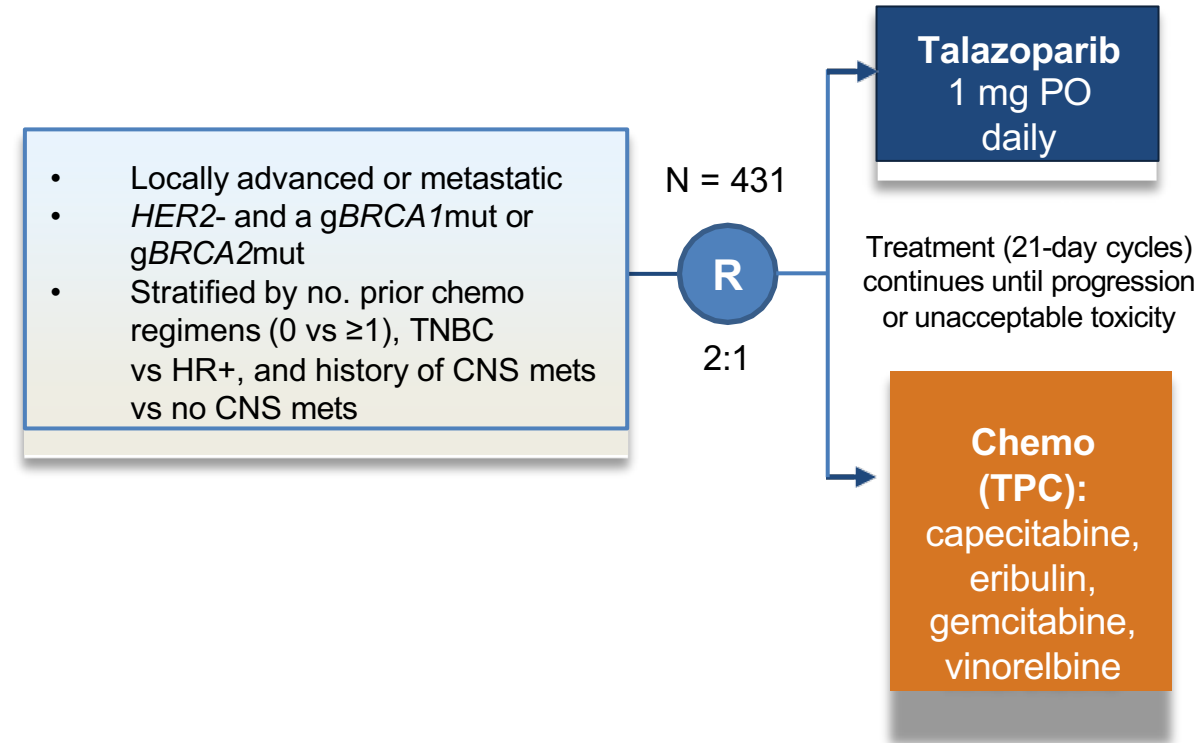 • Locally advanced or metastatic
• HER2- and a gBRCA1mut or
gBRCA2mut
• Stratified by no. prior chemo
regimens (0 vs ≥1), TNBC
vs HR+, and history of CNS mets
vs no CNS mets
N = 431
R
2:1
Talazoparib
1 mg PO
daily
Treatment (21-day cycles)
continues until progression
or unacceptable toxicity
Chemo
(TPC):
capecitabine,
eribulin,
gemcitabine,
vinorelbine